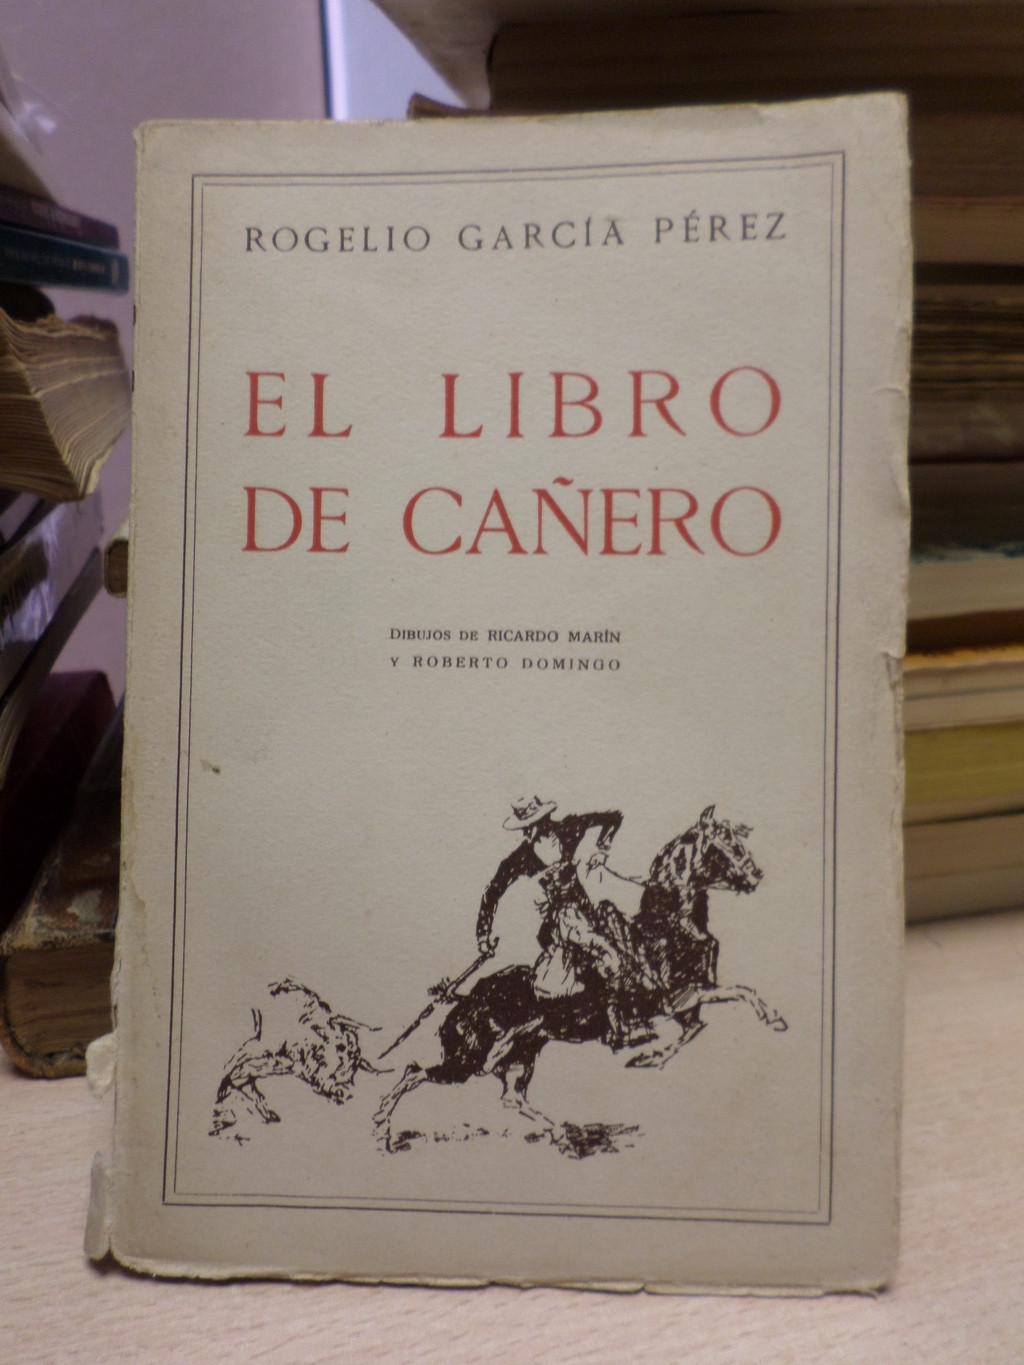 ROGELIO GARCÍA PÉREZ
EL LIBRO
DE CAÑERO
DIBUJOS DE RICARDO MARÍN
Y ROBERTO DOMINGO